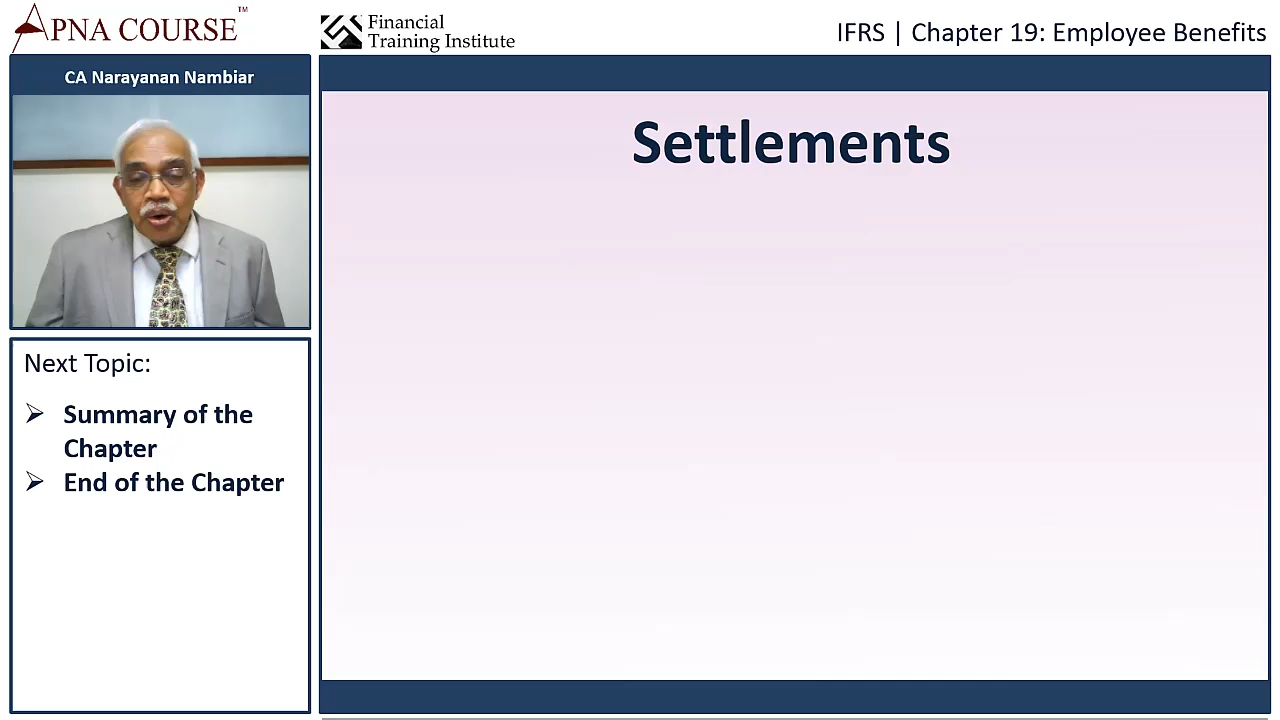 APNA COURSE™
Financial
Training Institute
IFRS | Chapter 19: Employee Benefits
CA Narayanan Nambiar
Settlements
Next Topic:
➢ Summary of the
Chapter
➢ End of the Chapter